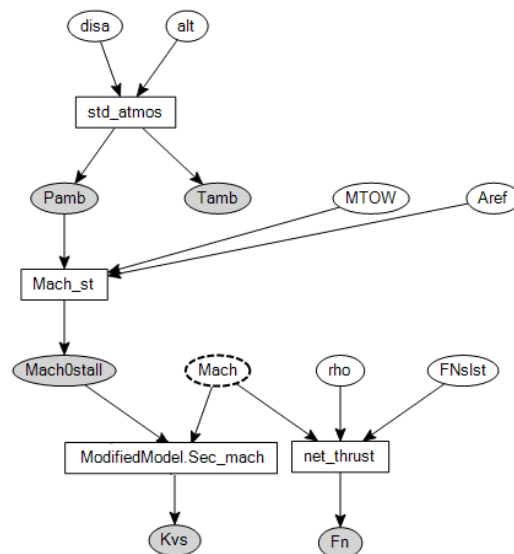 disa
alt
std_atmos
Pamb
Tamb
MTOW
Aref
Mach_st
Mach0stall
Mach
rho
FNslst
ModifiedModel.Sec_mach
net_thrust
Kvs
Fn